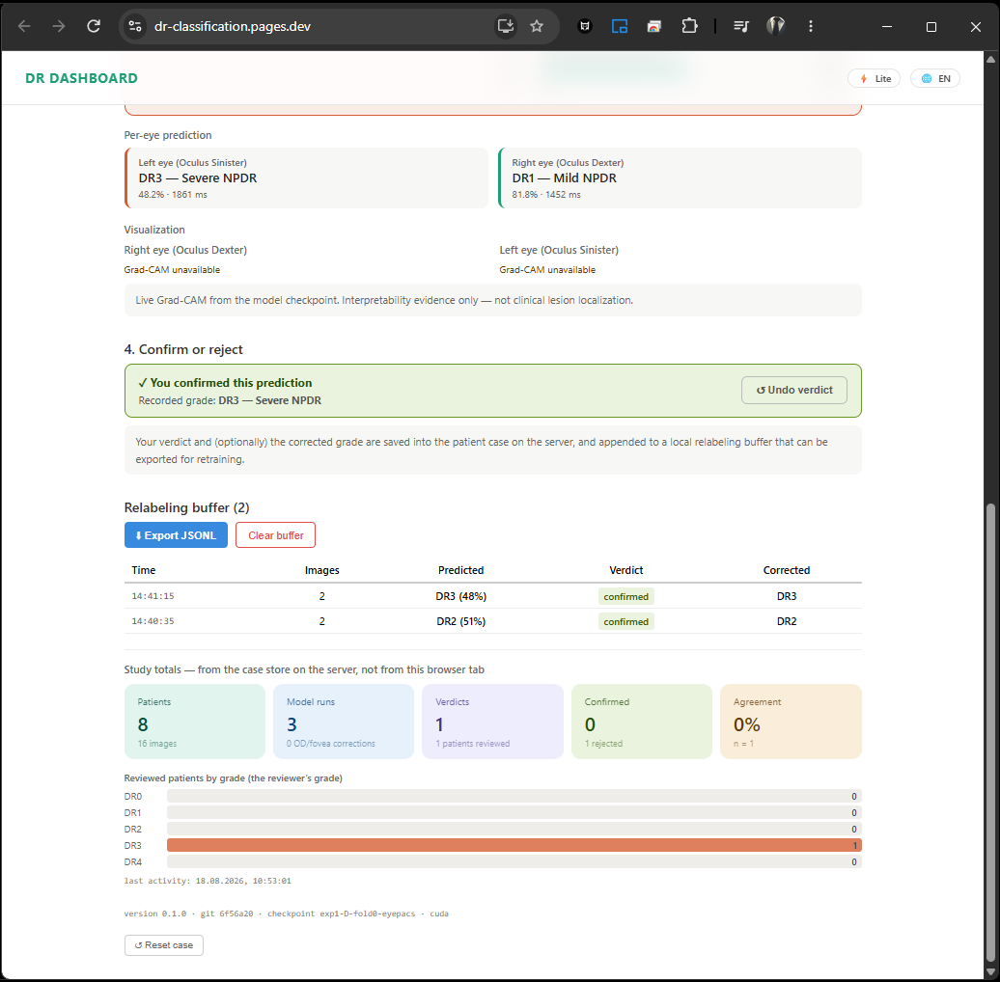 dr-classification.pages.dev
DR DASHBOARD
Lite
EN
Per-eye prediction
Left eye (Oculus Sinister)
DR3 — Severe NPDR
48.2% · 1861 ms
Right eye (Oculus Dexter)
DR1 — Mild NPDR
81.8% · 1452 ms
Visualization
Right eye (Oculus Dexter)
Left eye (Oculus Sinister)
Grad-CAM unavailable
Grad-CAM unavailable
Live Grad-CAM from the model checkpoint. Interpretability evidence only — not clinical lesion localization.
4. Confirm or reject
✓ You confirmed this prediction
Recorded grade: DR3 — Severe NPDR
↺ Undo verdict
Your verdict and (optionally) the corrected grade are saved into the patient case on the server, and appended to a local relabeling buffer that can be
exported for retraining.
Relabeling buffer (2)
⬇ Export JSONL
Clear buffer
Time Images Predicted Verdict Corrected
14:41:15 2 DR3 (48%) confirmed DR3
14:40:35 2 DR2 (51%) confirmed DR2
Study totals — from the case store on the server, not from this browser tab
Patients
8
16 images
Model runs
3
0 OD/fovea corrections
Verdicts
1
1 patients reviewed
Confirmed
0
1 rejected
Agreement
0%
n = 1
Reviewed patients by grade (the reviewer's grade)
DR0 0
DR1 0
DR2 0
DR3 1
DR4 0
last activity: 18.08.2026, 10:53:01
version 0.1.0 · git 6f56a20 · checkpoint exp1-D-fold0-eyepacs · cuda
↺ Reset case